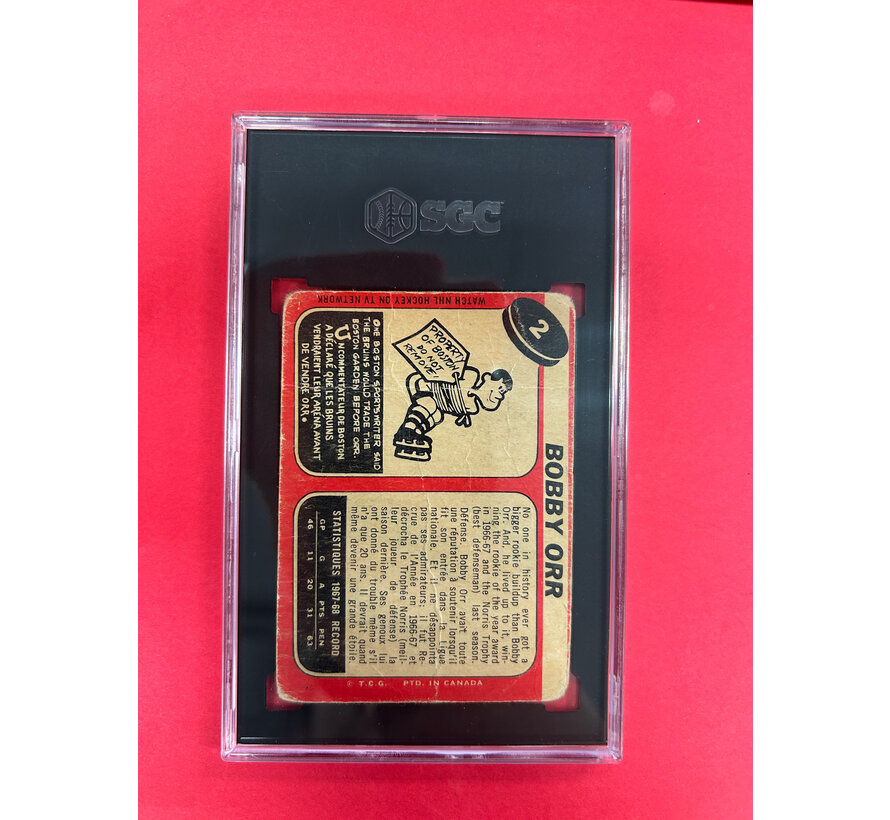 SGC
2
BOBBY ORR
PROPERTY
OF BOSTON
DO NOT
REMOVE!
ONE BOSTON SPORTSWRITER SAID
THE BRUINS WOULD TRADE THE
BOSTON GARDEN BEFORE ORR.
UN COMMENTATEUR DE BOSTON
A DÉCLARÉ QUE LES BRUINS
VENDRAIENT LEUR ARÉNA AVANT
DE VENDRE ORR.
WATCH NHL HOCKEY ON TV NETWORK
No one in history ever got a
bigger rookie buildup than Bobby
Orr. And he lived up to it, win-
ning the rookie of the year award
in 1966-67 and the Norris Trophy
(best defenseman) last season.
Défense. Bobby Orr avait toute
une réputation à soutenir lorsqu'il
fit son entrée dans la Ligue
nationale. Et il ne désappointa
pas ses admirateurs; il fut Re-
crue de l'Année en 1966-67 et
décrocha le Trophée Norris (meil-
leur joueur de défense) la
saison dernière. Ses genoux lui
ont donné du trouble même s'il
n'a que 20 ans. Il devrait quand
même devenir une grande étoile.
STATISTIQUES 1967-68 RECORD
GP G A PTS. PEN
46 11 20 31 63
© T.C.G. PTD. IN CANADA